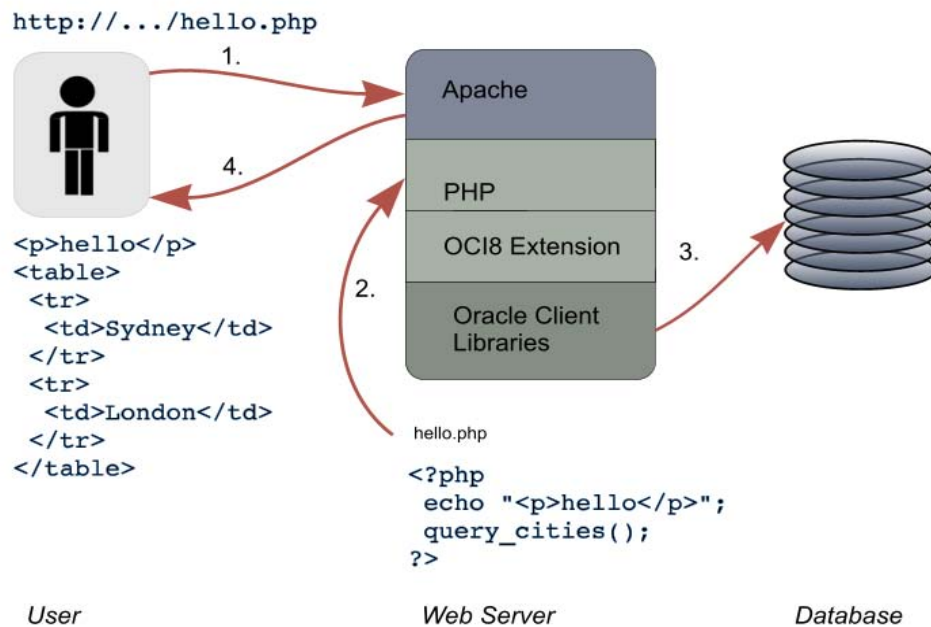 http://.../hello.php
1.
Apache
4.
PHP
<p>hello</p>
<table>
<tr>
<td>Sydney</td>
</tr>
<tr>
<td>London</td>
</tr>
</table>
OCI8 Extension
3.
2.
Oracle Client
Libraries
hello.php
<?php
echo "<p>hello</p>";
query_cities();
?>
User
Web Server
Database